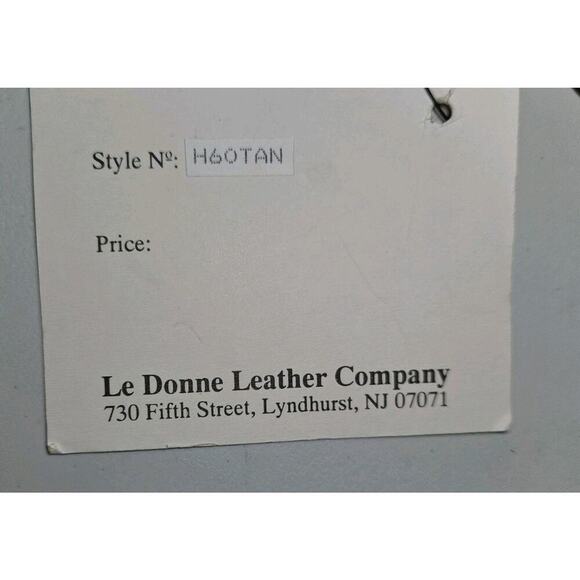 Style Nº: H60TAN
Price:
Le Donne Leather Company
730 Fifth Street, Lyndhurst, NJ 07071